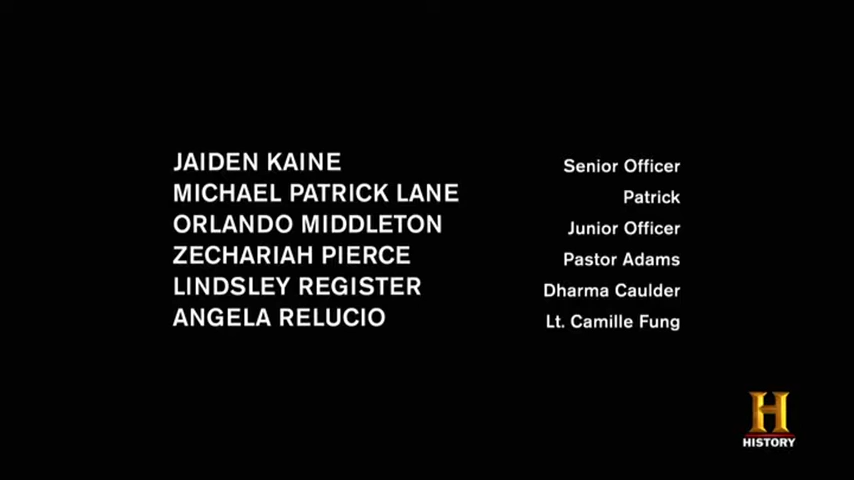 JAIDEN KAINE Senior Officer
MICHAEL PATRICK LANE Patrick
ORLANDO MIDDLETON Junior Officer
ZECHARIAH PIERCE Pastor Adams
LINDSLEY REGISTER Dharma Caulder
ANGELA RELUCIO Lt. Camille Fung
H
HISTORY